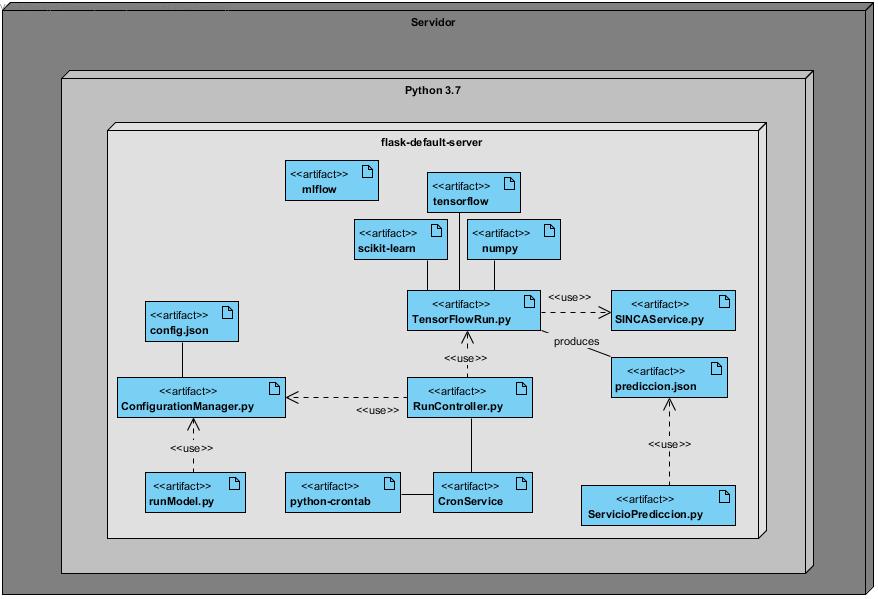 Servidor
Python 3.7
flask-default-server
<<artifact>>
mlflow
<<artifact>>
tensorflow
<<artifact>>
scikit-learn
<<artifact>>
numpy
<<artifact>>
TensorFlowRun.py
<<use>>
<<artifact>>
SINCAService.py
<<artifact>>
config.json
produces
<<use>>
<<artifact>>
prediccion.json
<<artifact>>
ConfigurationManager.py
<<use>>
<<artifact>>
RunController.py
<<use>>
<<use>>
<<artifact>>
runModel.py
<<artifact>>
python-crontab
<<artifact>>
CronService
<<artifact>>
ServicioPrediccion.py